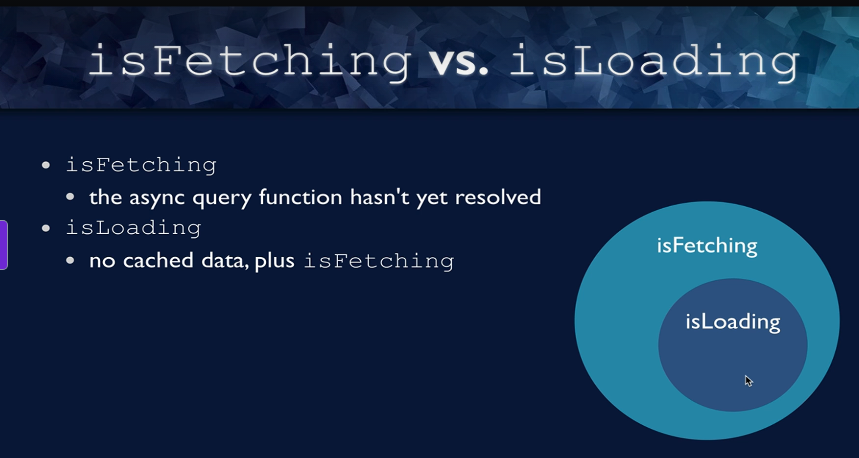 isFetching vs. isLoading
• isFetching
• the async query function hasn't yet resolved
• isLoading
• no cached data, plus isFetching
isFetching
isLoading